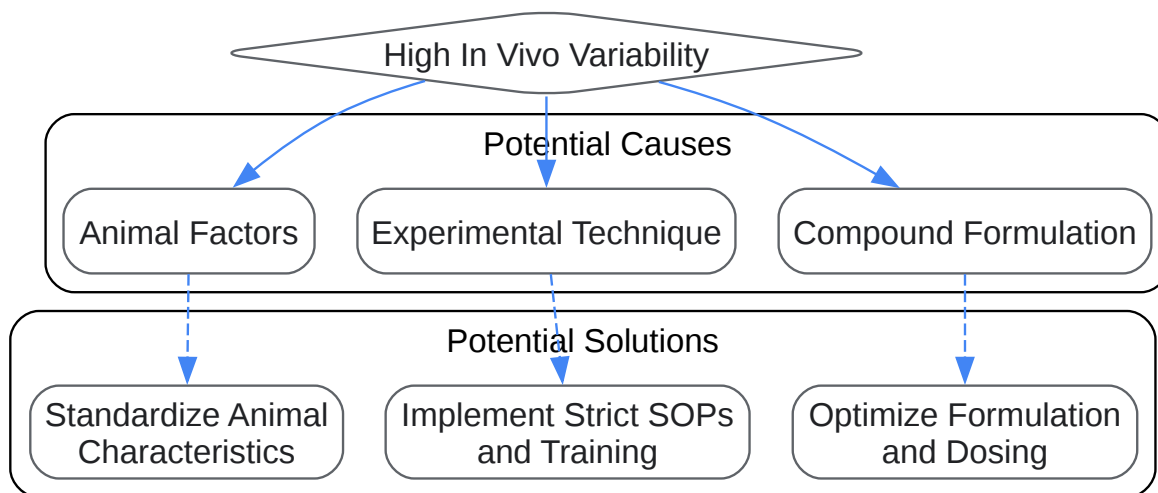 High In Vivo Variability
Potential Causes
Animal Factors
Experimental Technique
Compound Formulation
Potential Solutions
Standardize Animal
Characteristics
Implement Strict SOPs
and Training
Optimize Formulation
and Dosing